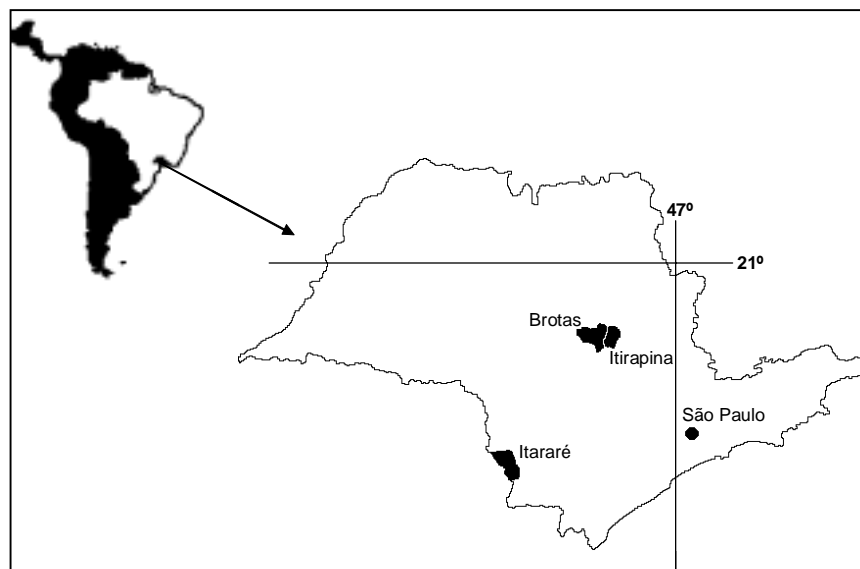 47º
21º
Brotas
Itirapina
São Paulo
Itararé